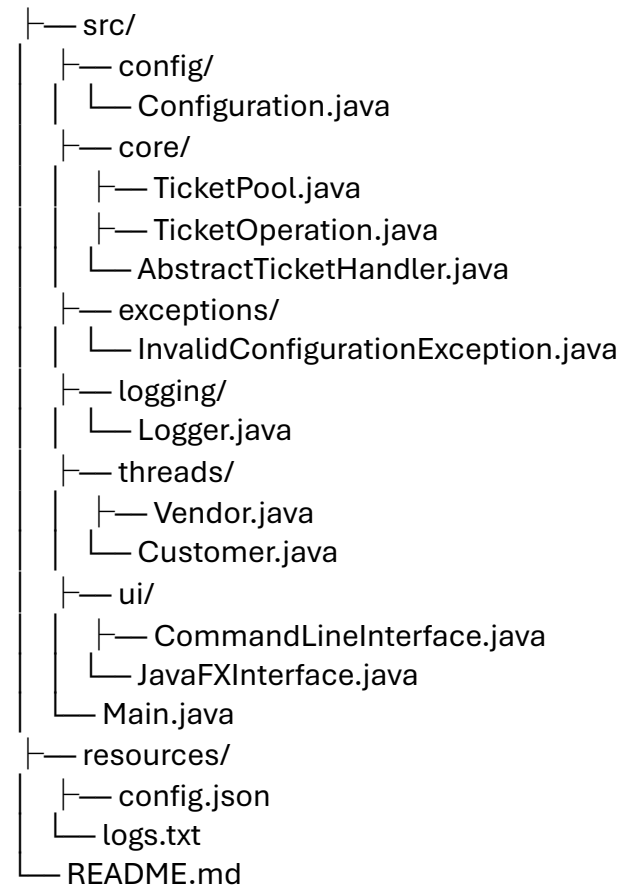 ├── src/
│ ├── config/
│ │ └── Configuration.java
│ ├── core/
│ │ ├── TicketPool.java
│ │ ├── TicketOperation.java
│ │ └── AbstractTicketHandler.java
│ ├── exceptions/
│ │ └── InvalidConfigurationException.java
│ ├── logging/
│ │ └── Logger.java
│ ├── threads/
│ │ ├── Vendor.java
│ │ └── Customer.java
│ ├── ui/
│ │ ├── CommandLineInterface.java
│ │ └── JavaFXInterface.java
│ └── Main.java
├── resources/
│ ├── config.json
│ └── logs.txt
└── README.md